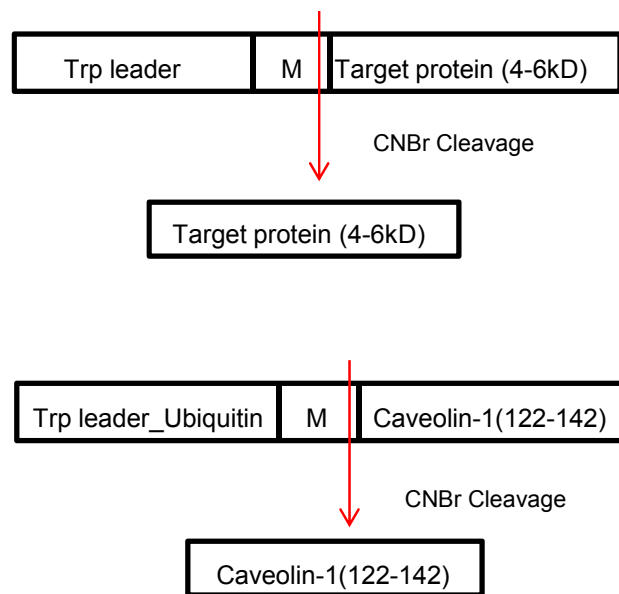 Trp leader M Target protein (4-6kD)
CNBr Cleavage
Target protein (4-6kD)
Trp leader_Ubiquitin M Caveolin-1(122-142)
CNBr Cleavage
Caveolin-1(122-142)